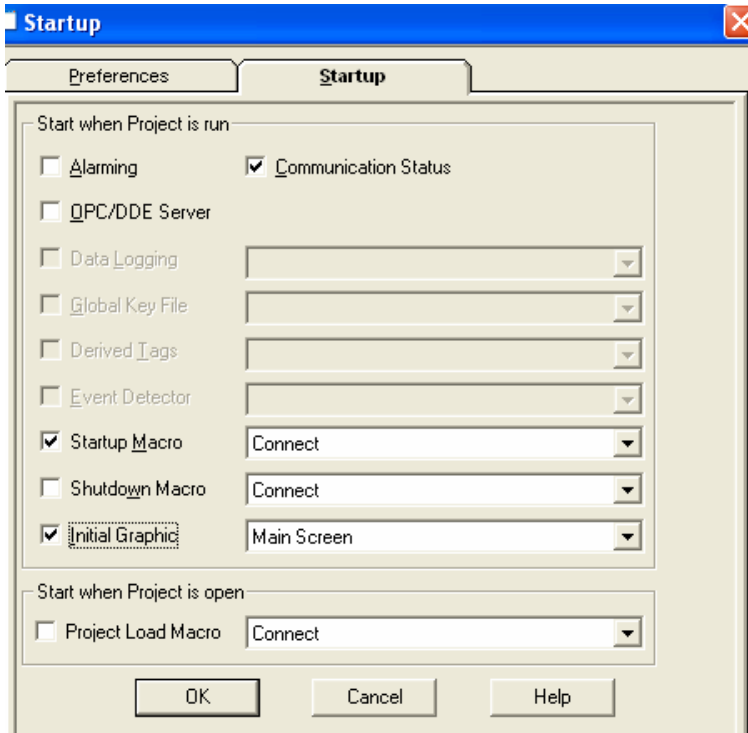 Startup
Preferences Startup
Start when Project is run
Alarming Communication Status
OPC/DDE Server
Data Logging
Global Key File
Derived Tags
Event Detector
Startup Macro Connect
Shutdown Macro Connect
Initial Graphic Main Screen
Start when Project is open
Project Load Macro Connect
OK Cancel Help